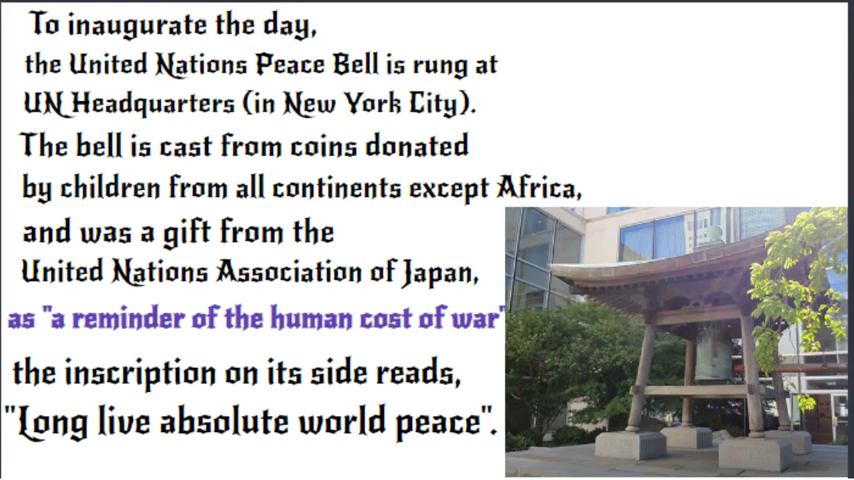 To inaugurate the day,
the United Nations Peace Bell is rung at
UN Headquarters (in New York City).
The bell is cast from coins donated
by children from all continents except Africa,
and was a gift from the
United Nations Association of Japan,
as "a reminder of the human cost of war"
the inscription on its side reads,
"Long live absolute world peace".